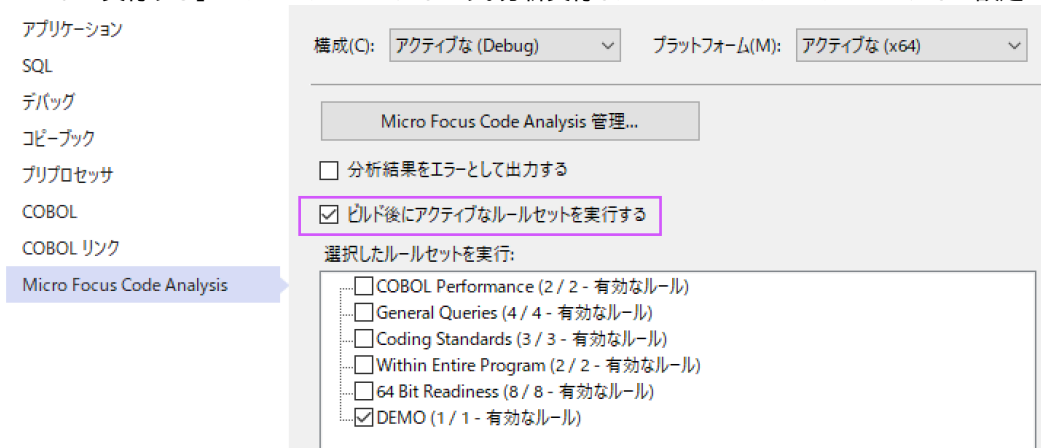 アプリケーション
SQL
デバッグ
コピーブック
プリプロセッサ
COBOL
COBOL リンク
Micro Focus Code Analysis
構成(C): アクティブな (Debug) プラットフォーム(M): アクティブな (x64)
Micro Focus Code Analysis 管理...
分析結果をエラーとして出力する
ビルド後にアクティブなルールセットを実行する
選択したルールセットを実行:
COBOL Performance (2 / 2 - 有効なルール)
General Queries (4 / 4 - 有効なルール)
Coding Standards (3 / 3 - 有効なルール)
Within Entire Program (2 / 2 - 有効なルール)
64 Bit Readiness (8 / 8 - 有効なルール)
DEMO (1 / 1 - 有効なルール)